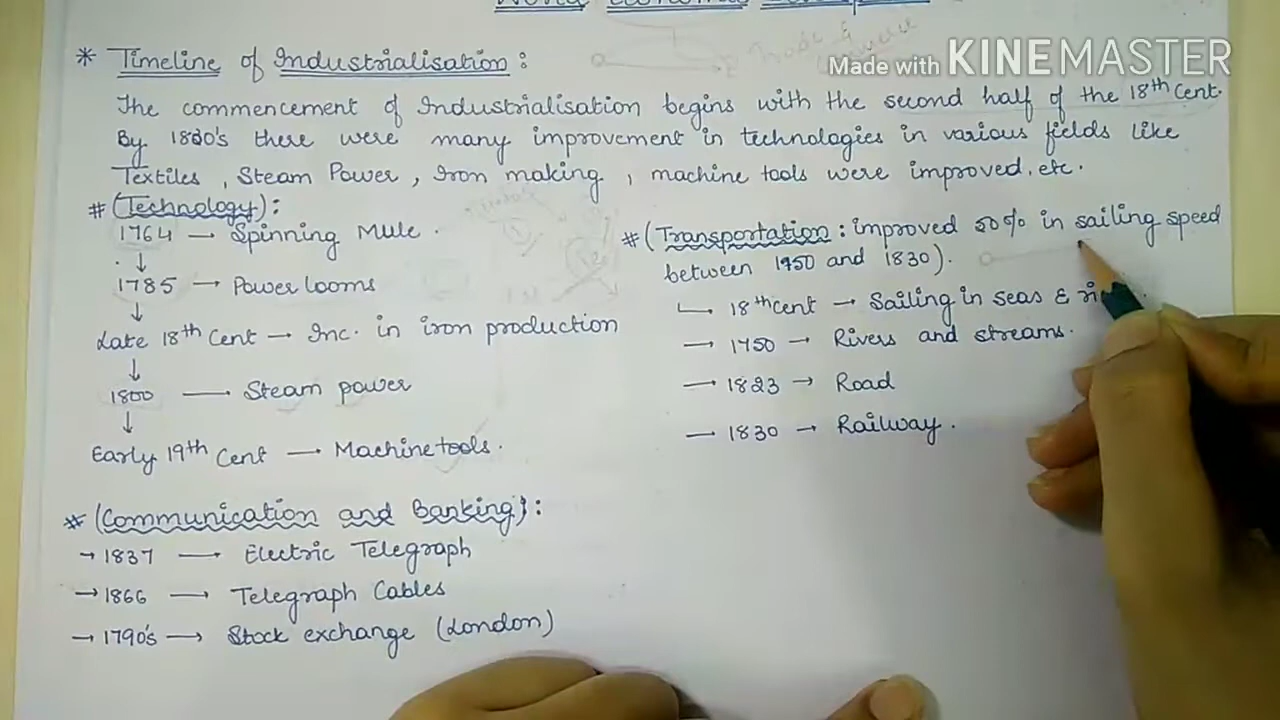 World Economic
* Timeline of Industrialisation:
Made with KINEMASTER
The commencement of Industrialisation begins with the second half of the 18th Cent.
By 1830's there were many improvement in technologies in various fields like
Textiles, Steam Power, Iron making, machine tools were improved. etc.
# (Technology):
1764 → Spinning Mule.
↓
1785 → Power looms
↓
Late 18th Cent → Inc. in iron production
↓
1800 — Steam power
↓
Early 19th Cent — Machine tools.
# (Transportation: improved 50% in sailing speed
between 1750 and 1830).
↳ 18th Cent → Sailing in seas &
→ 1750 → Rivers and streams.
→ 1823 → Road
→ 1830 → Railway.
# (Communication and Banking):
→ 1837 → Electric Telegraph
→ 1866 → Telegraph Cables
→ 1790's → Stock exchange (London)